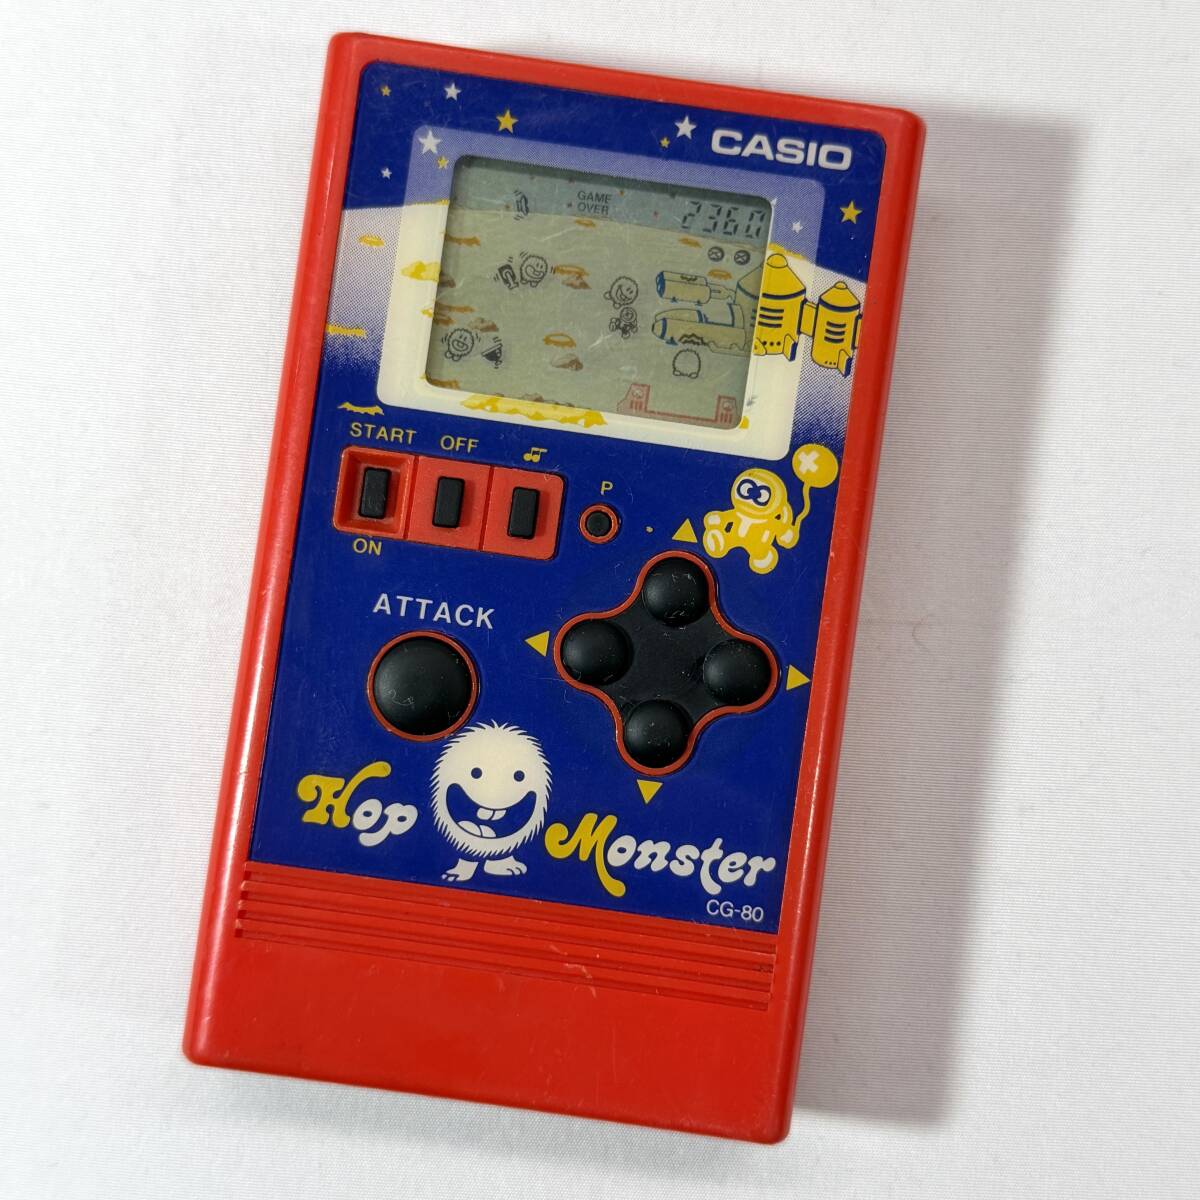 CASIO
GAME
OVER
2360
START
OFF
P
ON
ATTACK
Hop Monster
CG-80